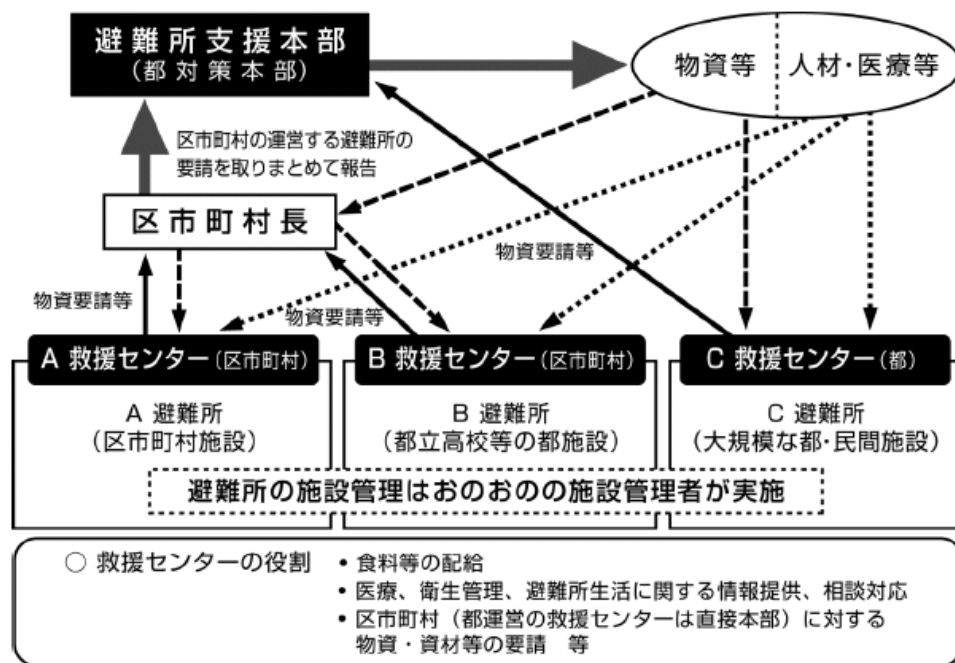 避難所支援本部
（都対策本部）
物資等
人材・医療等
区市町村の運営する避難所の
要請を取りまとめて報告
区市町村長
物資要請等
物資要請等
物資要請等
A 救援センター（区市町村）
B 救援センター（区市町村）
C 救援センター（都）
A 避難所
（区市町村施設）
B 避難所
（都立高校等の都施設）
C 避難所
（大規模な都・民間施設）
避難所の施設管理はおのおのの施設管理者が実施
○ 救援センターの役割
・食料等の配給
・医療、衛生管理、避難所生活に関する情報提供、相談対応
・区市町村（都運営の救援センターは直接本部）に対する
物資・資材等の要請　等